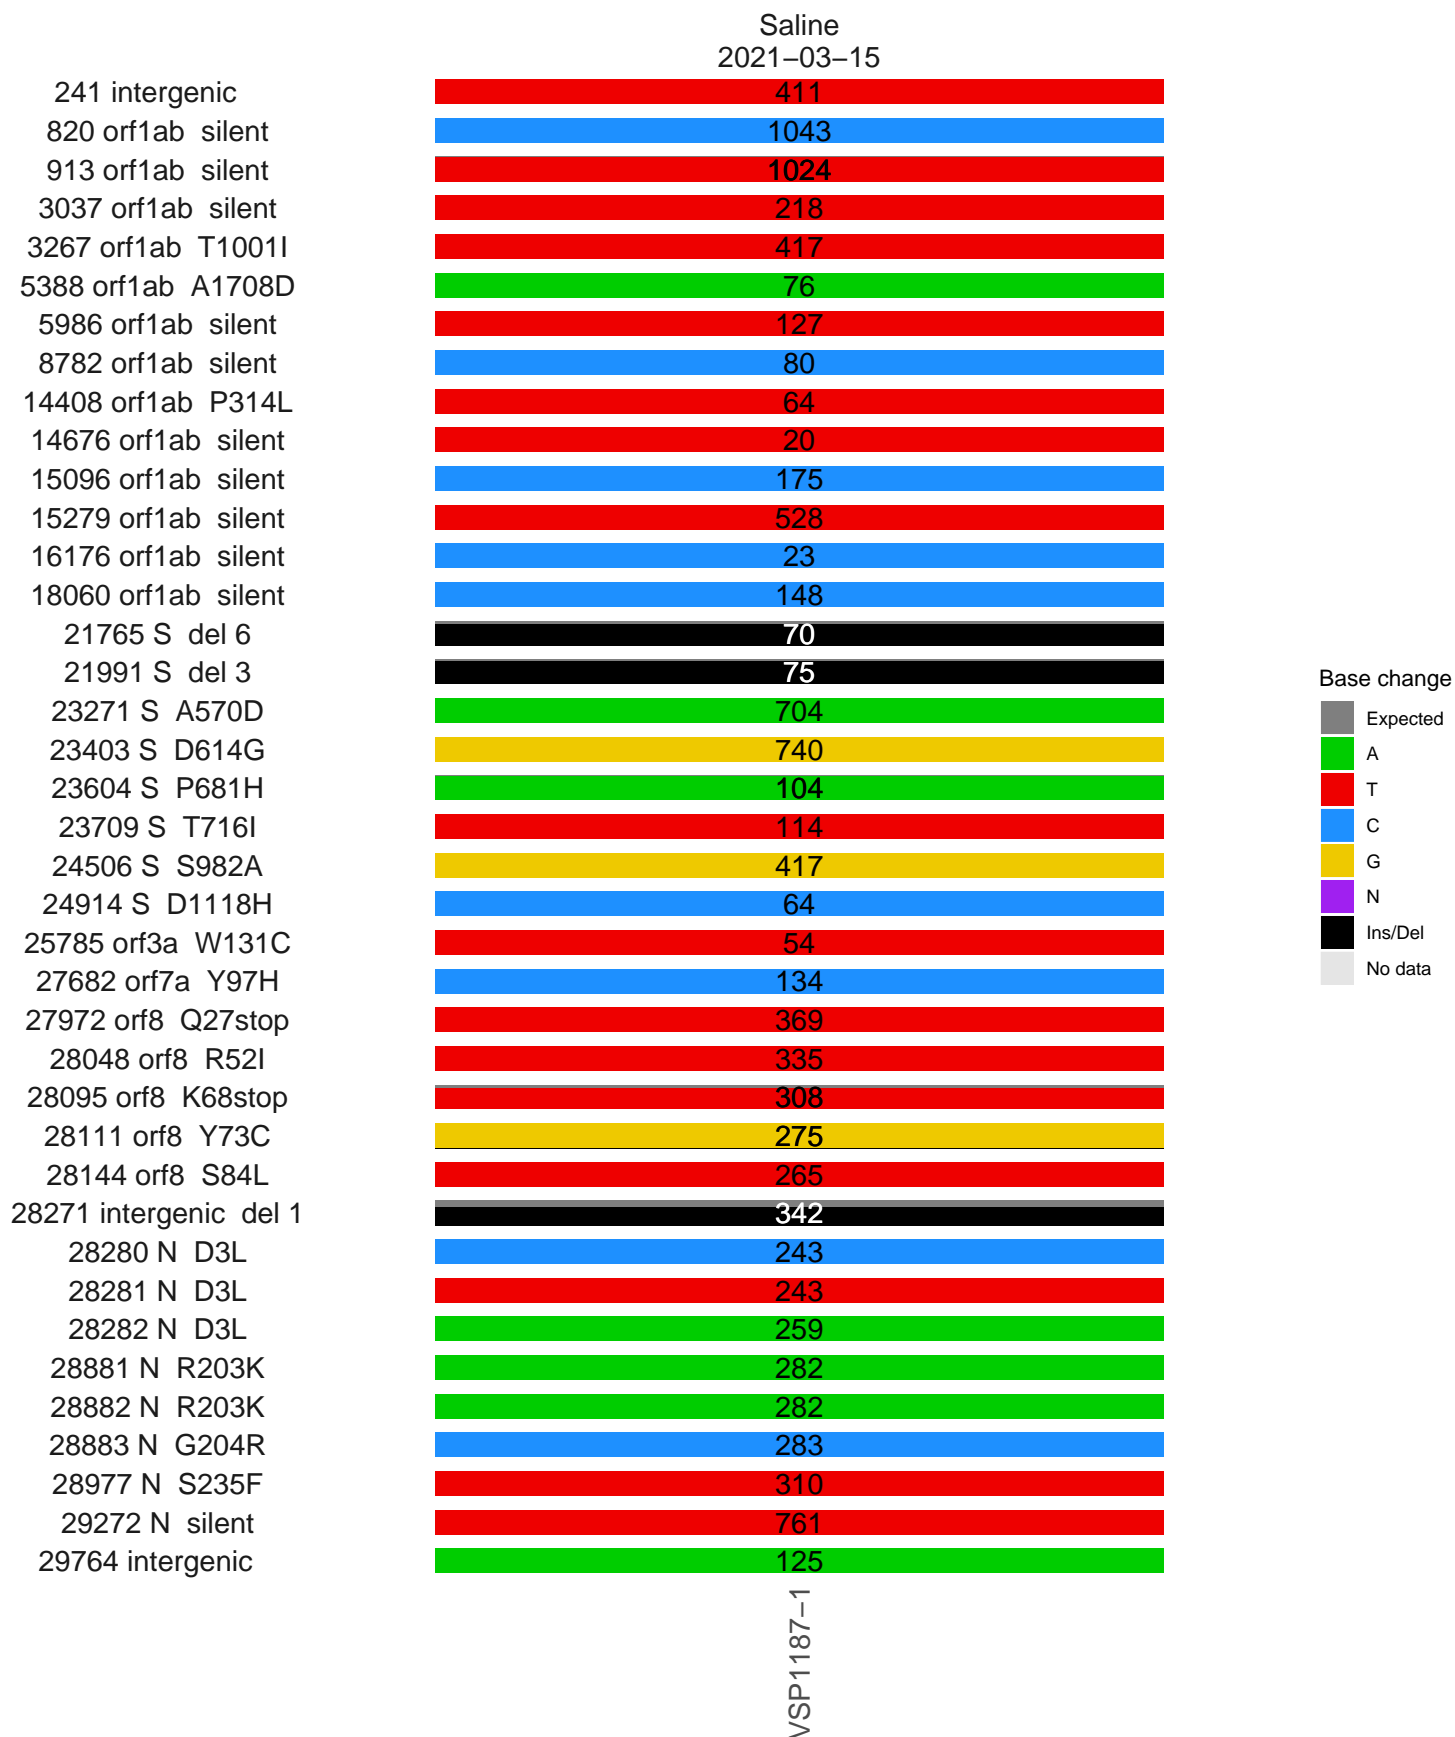 Saline
2021–03–15
241 intergenic 411
820 orf1ab silent 1043
913 orf1ab silent 1024
3037 orf1ab silent 218
3267 orf1ab T1001I 417
5388 orf1ab A1708D 76
5986 orf1ab silent 127
8782 orf1ab silent 80
14408 orf1ab P314L 64
14676 orf1ab silent 20
15096 orf1ab silent 175
15279 orf1ab silent 528
16176 orf1ab silent 23
18060 orf1ab silent 148
21765 S del 6 70
21991 S del 3 75
23271 S A570D 704
23403 S D614G 740
23604 S P681H 104
23709 S T716I 114
24506 S S982A 417
24914 S D1118H 64
25785 orf3a W131C 54
27682 orf7a Y97H 134
27972 orf8 Q27stop 369
28048 orf8 R52I 335
28095 orf8 K68stop 308
28111 orf8 Y73C 275
28144 orf8 S84L 265
28271 intergenic del 1 342
28280 N D3L 243
28281 N D3L 243
28282 N D3L 259
28881 N R203K 282
28882 N R203K 282
28883 N G204R 283
28977 N S235F 310
29272 N silent 761
29764 intergenic 125
VSP1187–1
Base change
Expected
A
T
C
G
N
Ins/Del
No data